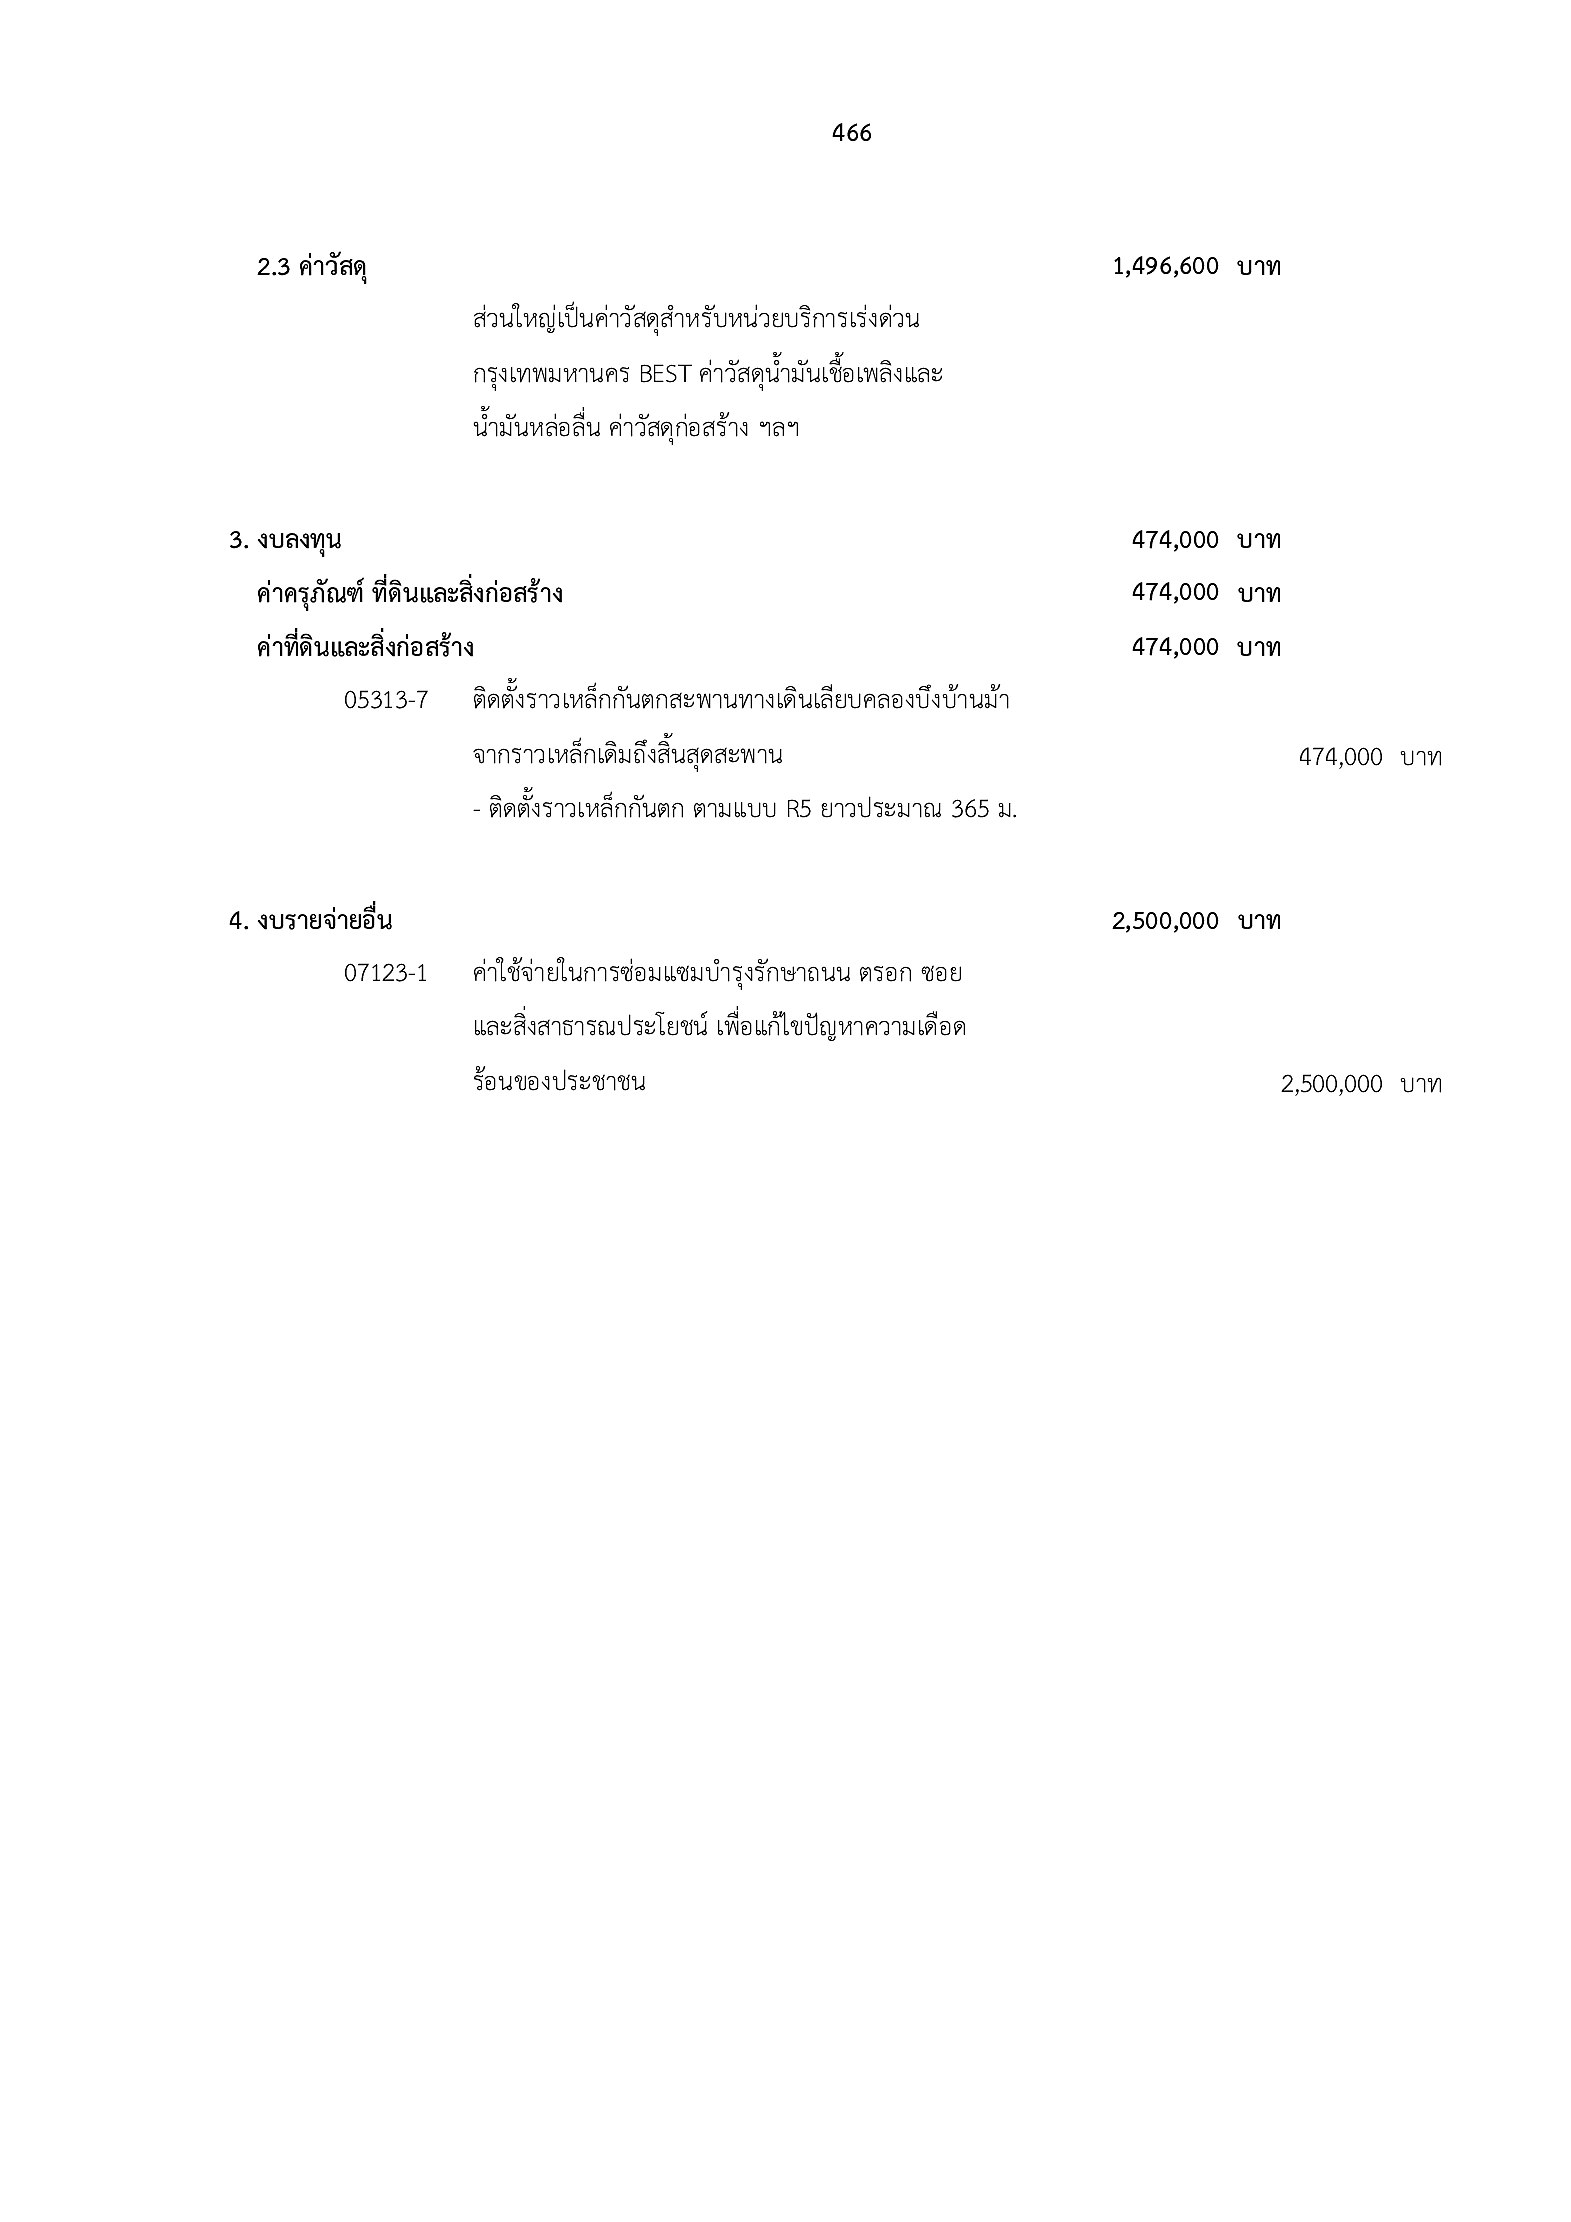 466
2.3 ค่าวัสดุ 1,496,600 บาท
ส่วนใหญ่เป็นค่าวัสดุสำหรับหน่วยบริการเร่งด่วน
กรุงเทพมหานคร BEST ค่าวัสดุน้ำมันเชื้อเพลิงและ
น้ำมันหล่อลื่น ค่าวัสดุก่อสร้าง ฯลฯ
3. งบลงทุน 474,000 บาท
ค่าครุภัณฑ์ ที่ดินและสิ่งก่อสร้าง 474,000 บาท
ค่าที่ดินและสิ่งก่อสร้าง 474,000 บาท
05313-7 ติดตั้งราวเหล็กกันตกสะพานทางเดินเลียบคลองบึงบ้านม้า
จากราวเหล็กเดิมถึงสิ้นสุดสะพาน 474,000 บาท
- ติดตั้งราวเหล็กกันตก ตามแบบ R5 ยาวประมาณ 365 ม.
4. งบรายจ่ายอื่น 2,500,000 บาท
07123-1 ค่าใช้จ่ายในการซ่อมแซมบำรุงรักษาถนน ตรอก ซอย
และสิ่งสาธารณประโยชน์ เพื่อแก้ไขปัญหาความเดือด
ร้อนของประชาชน 2,500,000 บาท